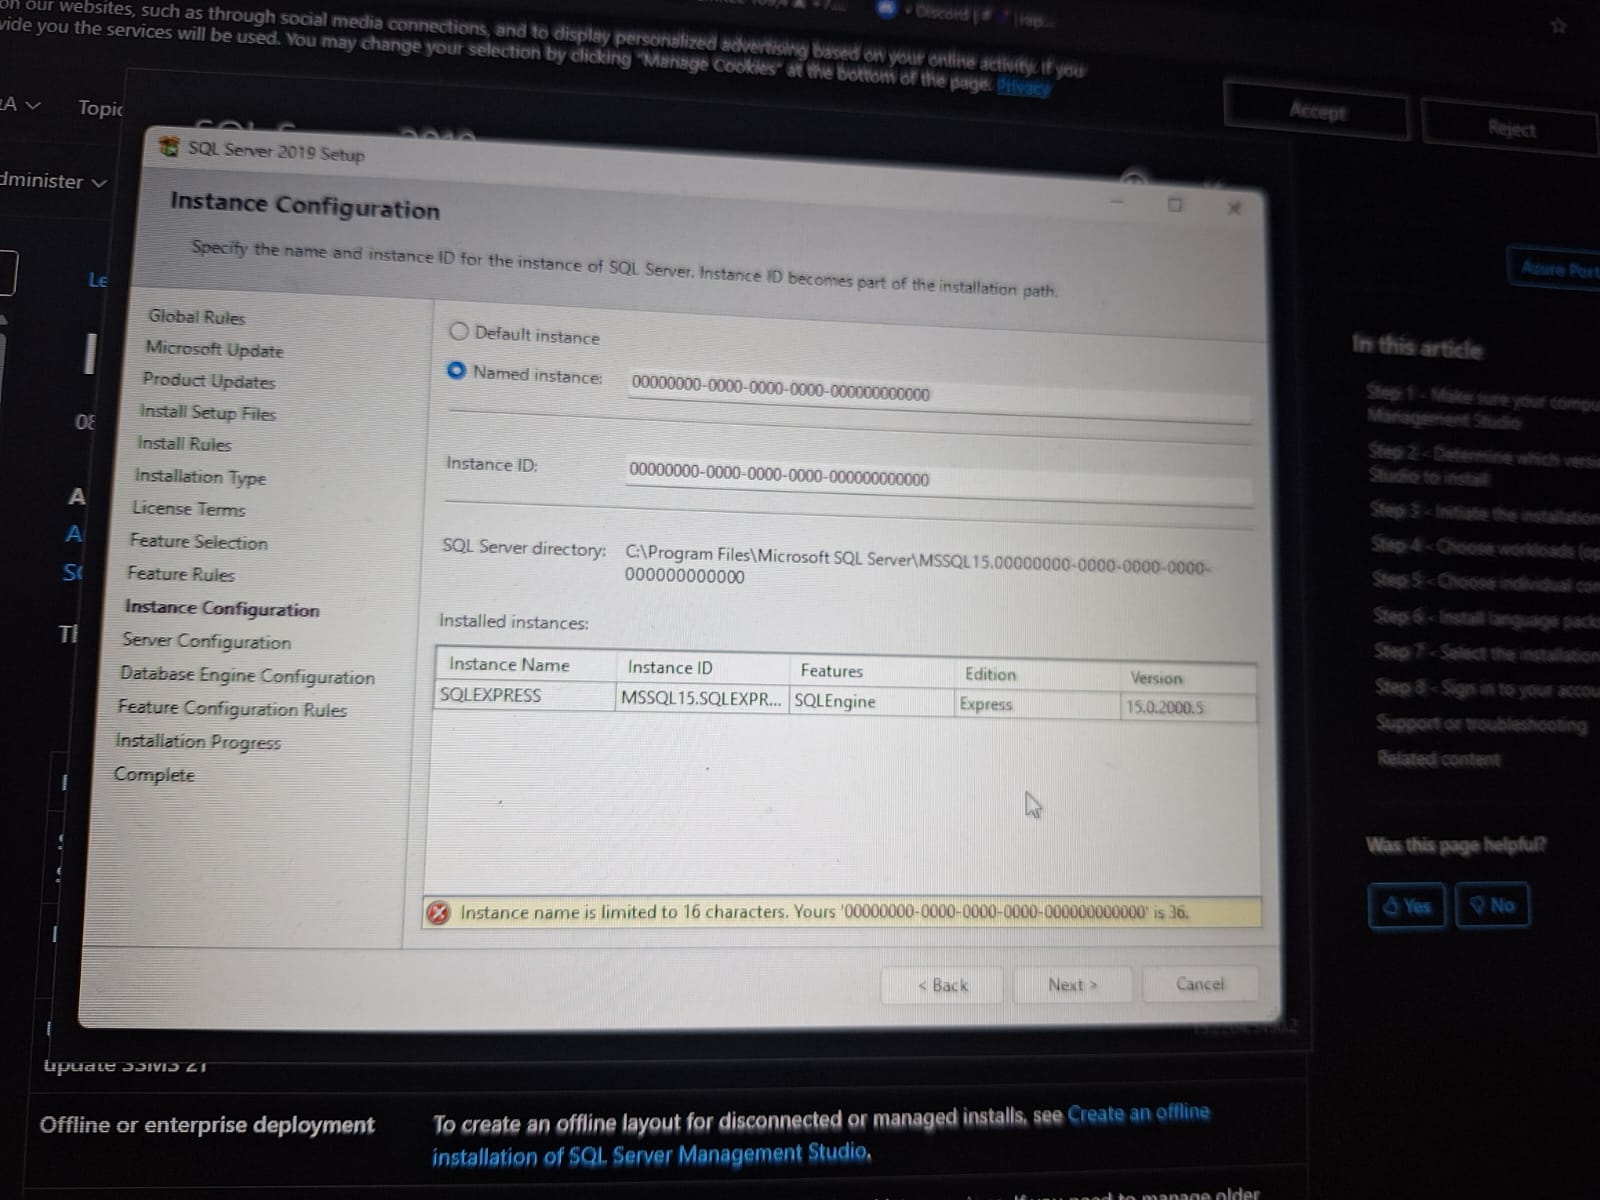 on our websites, such as through social media connections, and to display personalized advertising based on your online activity. If you
vide you the services will be used. You may change your selection by clicking "Manage Cookies" at the bottom of the page. Privacy
Discord
Accept
Reject
Topic
dminister
SQL Server 2019 Setup
Instance Configuration
Specify the name and instance ID for the instance of SQL Server. Instance ID becomes part of the installation path.
Global Rules
Microsoft Update
Product Updates
Install Setup Files
Install Rules
Installation Type
License Terms
Feature Selection
Feature Rules
Instance Configuration
Server Configuration
Database Engine Configuration
Feature Configuration Rules
Installation Progress
Complete
Default instance
Named instance: 00000000-0000-0000-0000-000000000000
Instance ID: 00000000-0000-0000-0000-000000000000
SQL Server directory: C:\Program Files\Microsoft SQL Server\MSSQL15.00000000-0000-0000-0000-
000000000000
Installed instances:
Instance Name Instance ID Features Edition Version
SQLEXPRESS MSSQL15.SQLEXPR... SQLEngine Express 15.0.2000.5
Instance name is limited to 16 characters. Yours '00000000-0000-0000-0000-000000000000' is 36.
< Back Next > Cancel
Azure Port
In this article
Step 1 - Make sure your compu
Management Studio
Step 2 - Determine which versi
Studio to install
Step 3 - Initiate the installation
Step 4 - Choose workloads (op
Step 5 - Choose individual con
Step 6 - Install language pack
Step 7 - Select the installation
Step 8 - Sign in to your accou
Support or troubleshooting
Related content
Was this page helpful?
Yes No
update SSMS 21
Offline or enterprise deployment
To create an offline layout for disconnected or managed installs, see Create an offline
installation of SQL Server Management Studio.
need to manage older